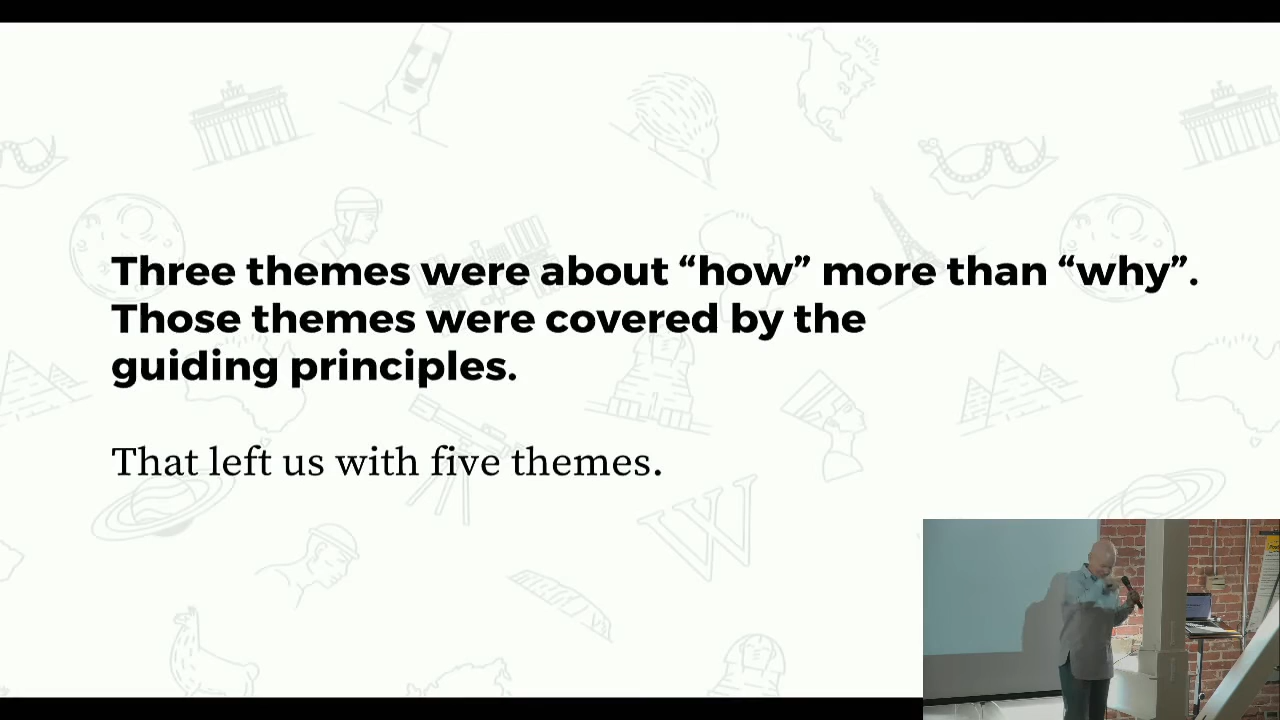 Three themes were about “how” more than “why”.
Those themes were covered by the
guiding principles.
That left us with five themes.
W